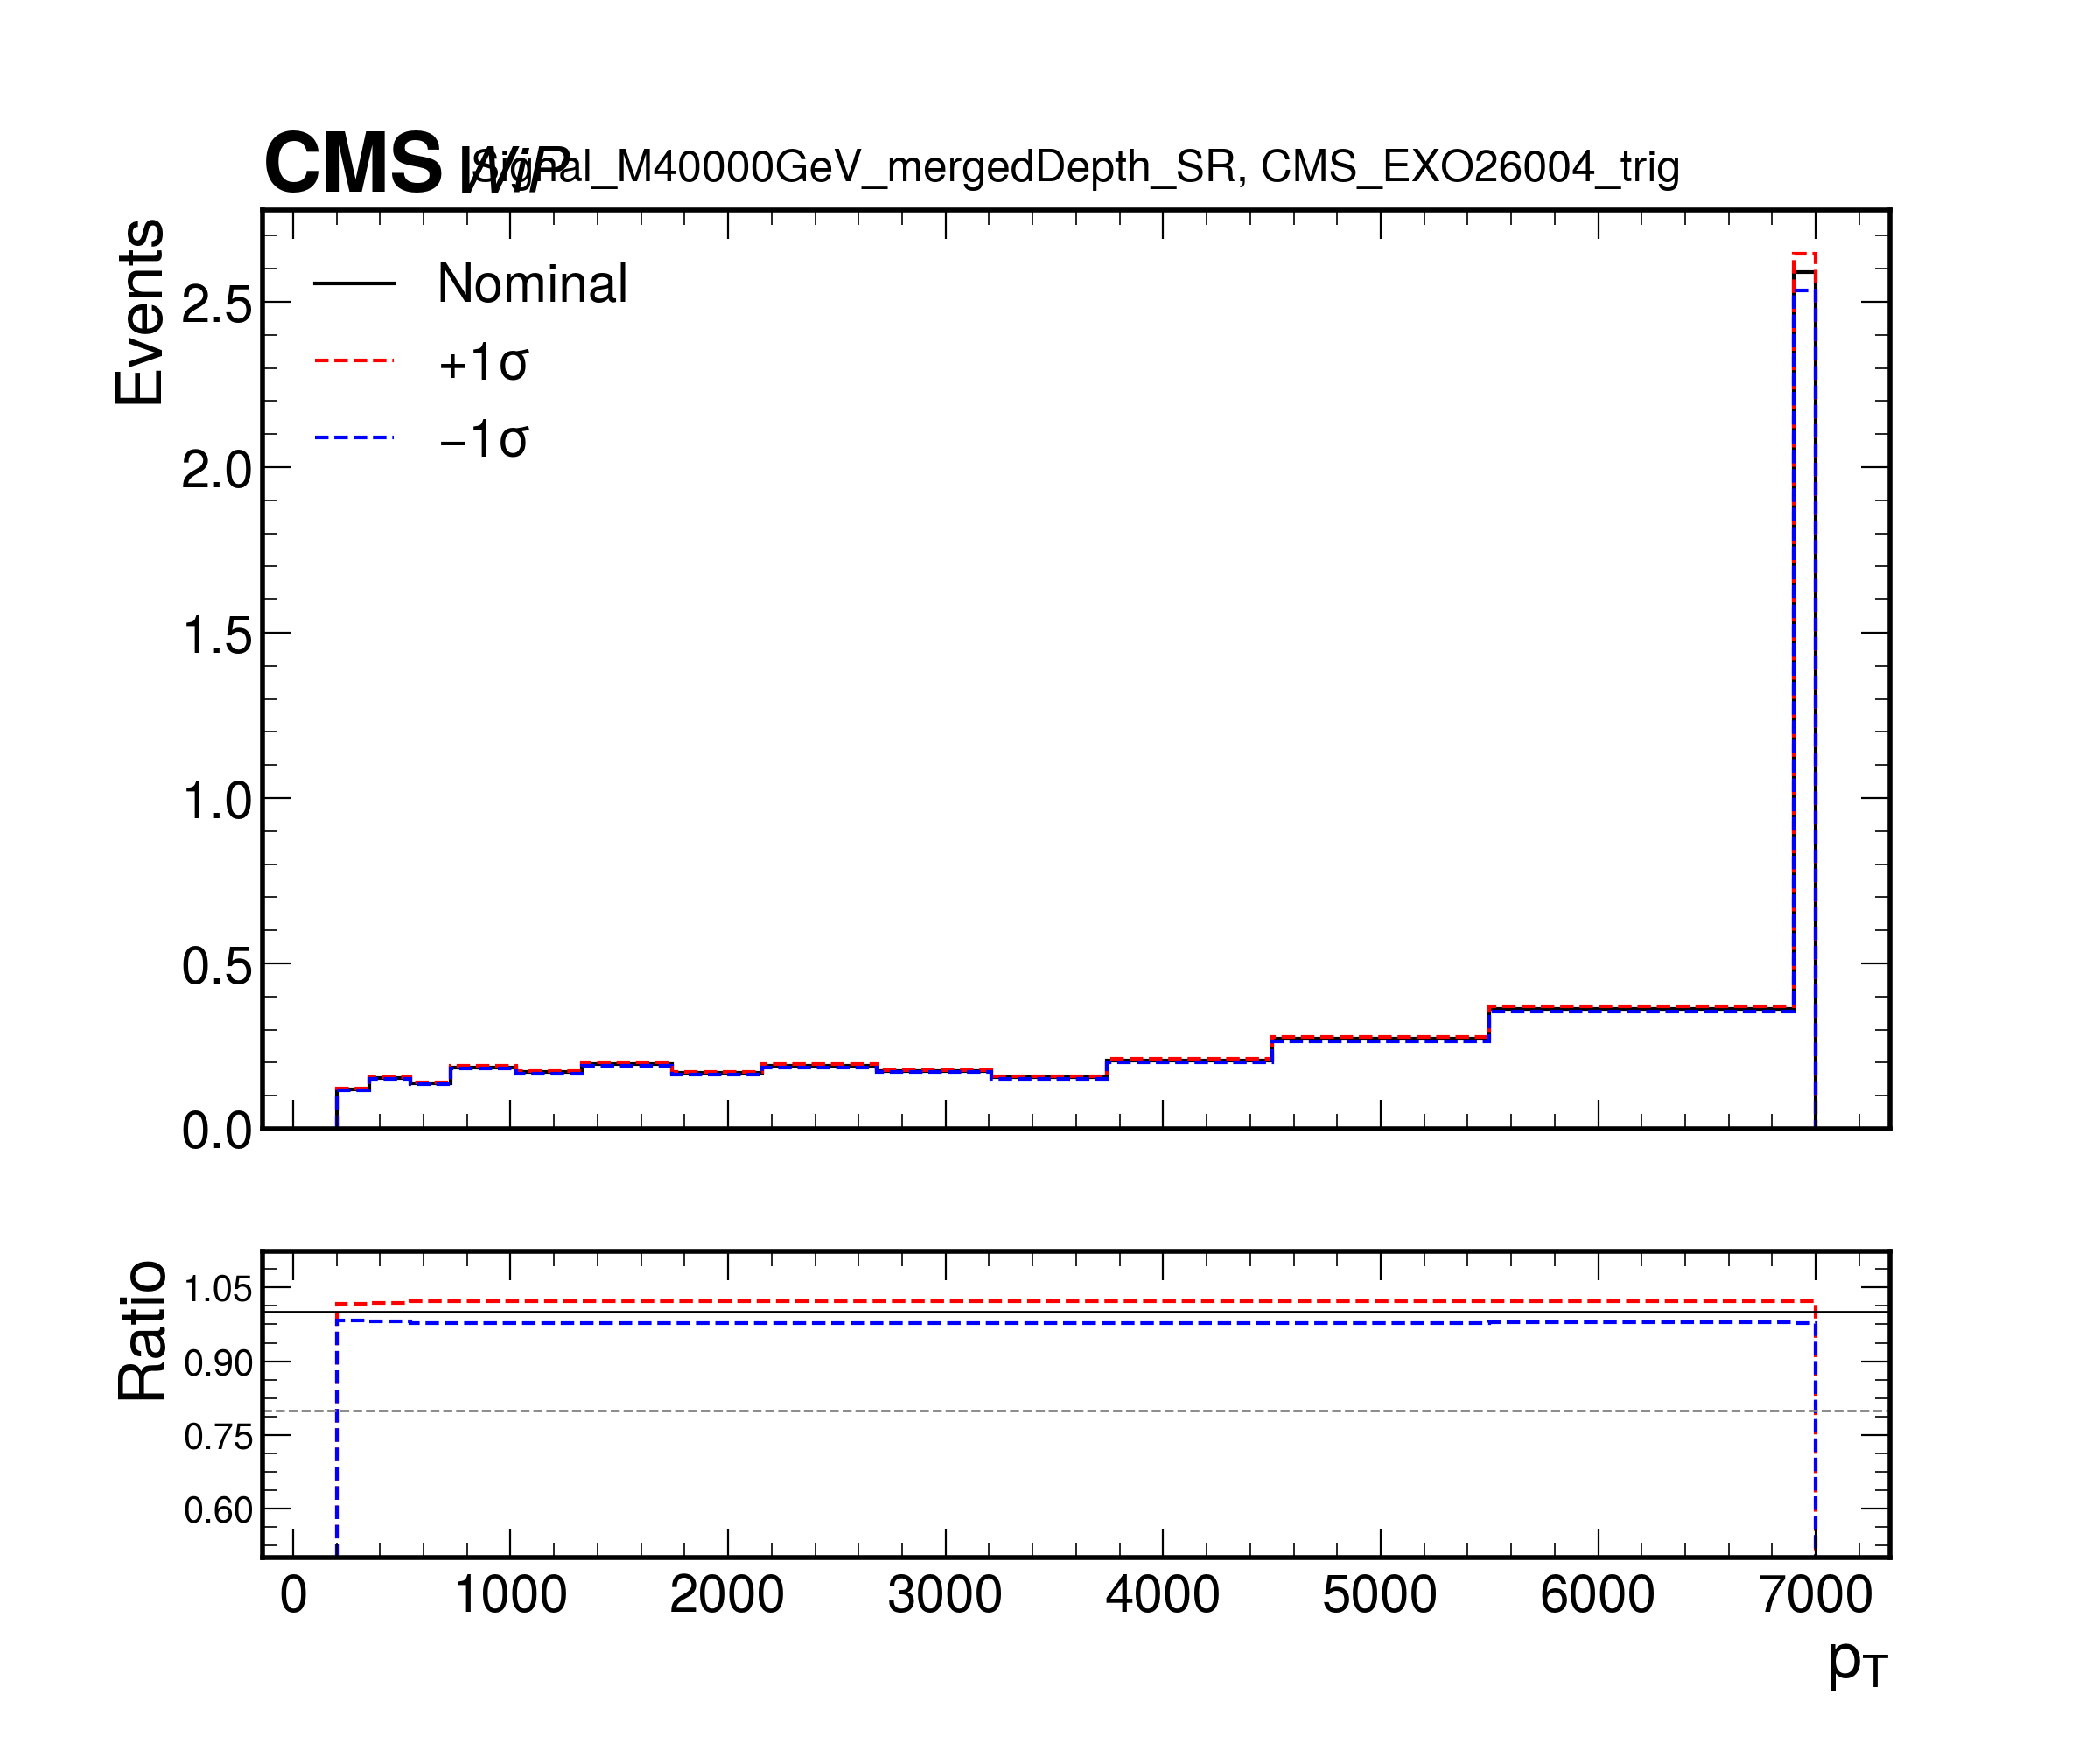 CMS WiP Signal_M40000GeV_mergedDepth_SR, CMS_EXO26004_trig
Events
2.5
2.0
1.5
1.0
0.5
0.0
Nominal
+1σ
−1σ
Ratio
1.05
0.90
0.75
0.60
0 1000 2000 3000 4000 5000 6000 7000
pT